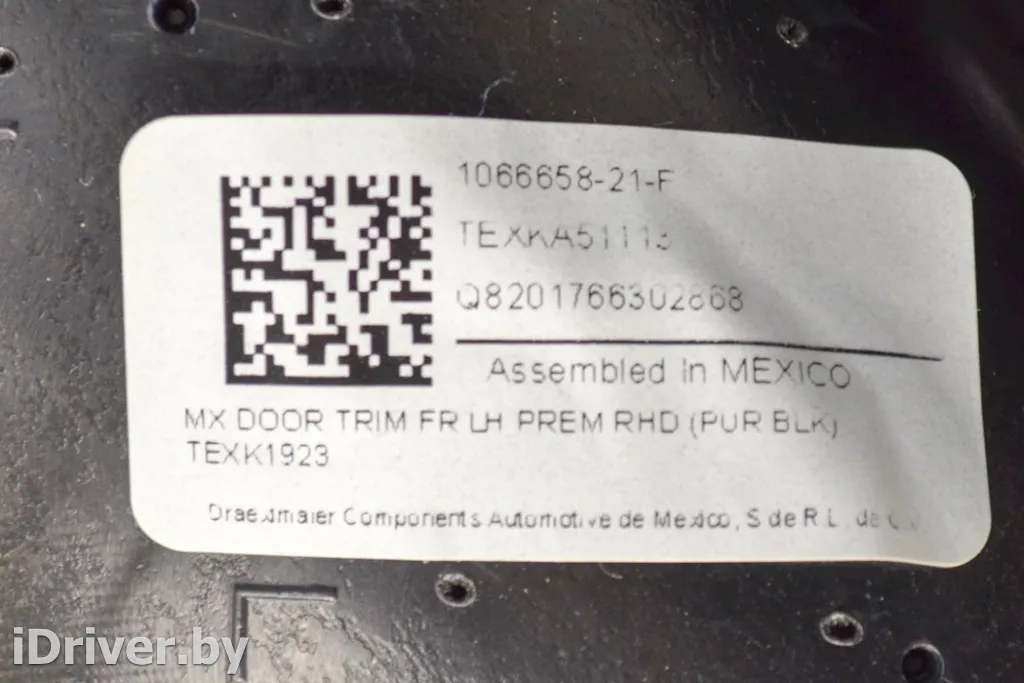 1066658-21-F
Q8201766302868
Assembled in MEXICO
MX DOOR TRIM FR LH PREM RHD (PUR BLK)
TEXK1923
Draexlmaier Components Automotive de Mexico, S de R.L. de
iDriver.by